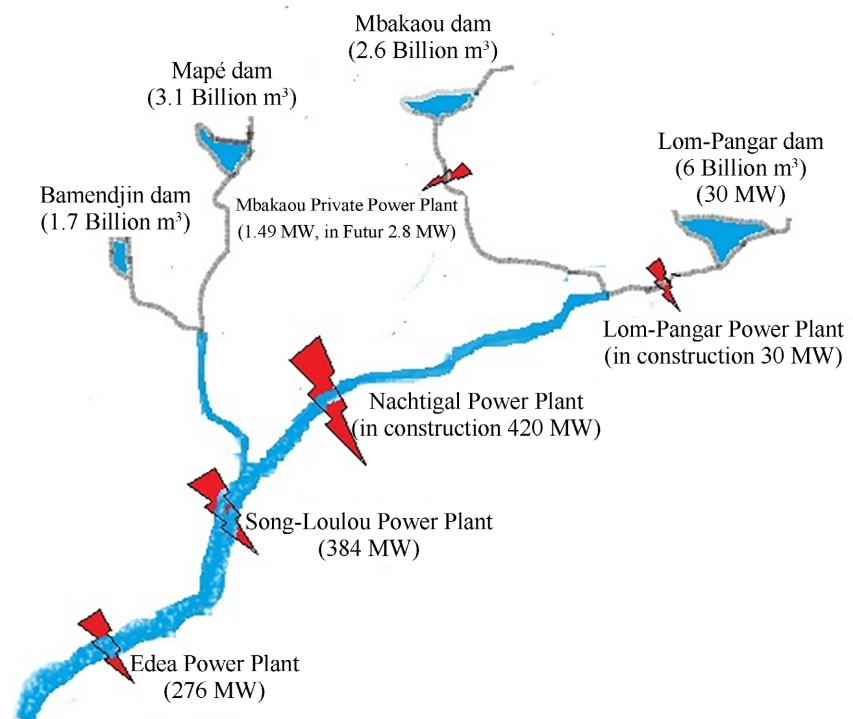 Mbakaou dam
(2.6 Billion m³)
Mapé dam
(3.1 Billion m³)
Lom-Pangar dam
(6 Billion m³)
(30 MW)
Bamendjin dam
(1.7 Billion m³)
Mbakaou Private Power Plant
(1.49 MW, in Futur 2.8 MW)
Lom-Pangar Power Plant
(in construction 30 MW)
Nachtigal Power Plant
(in construction 420 MW)
Song-Loulou Power Plant
(384 MW)
Edea Power Plant
(276 MW)